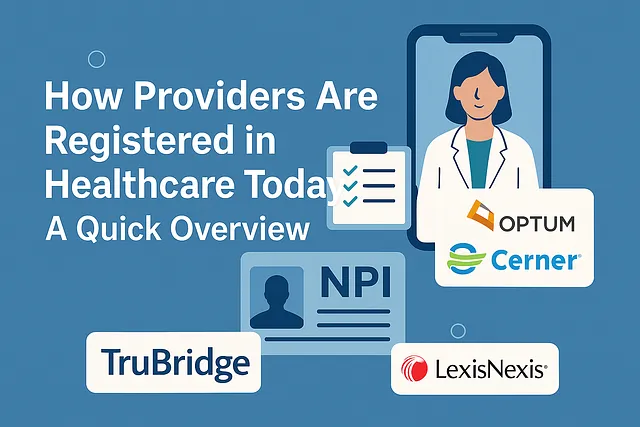 How Providers Are
Registered in
Healthcare Today
A Quick Overview
OPTUM
Cerner®
NPI
TruBridge
LexisNexis®